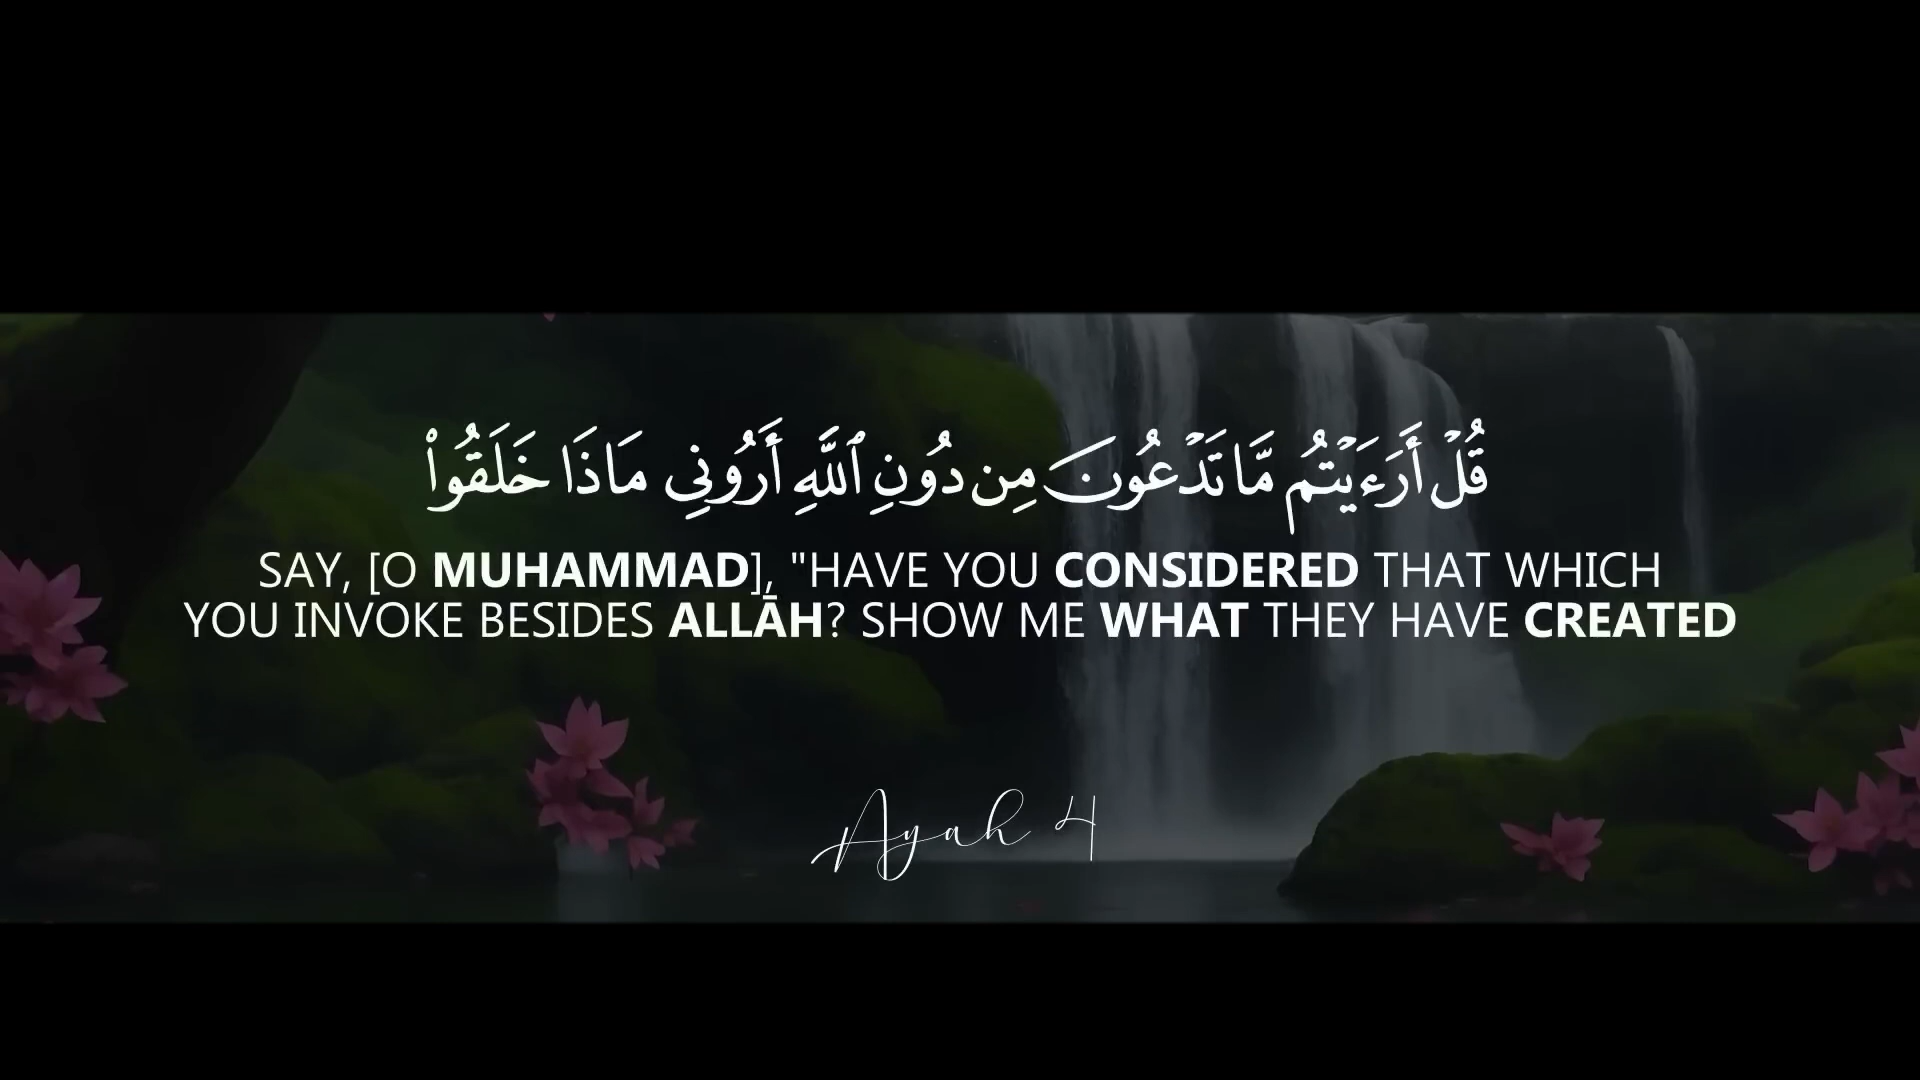 قُلْ أَرَءَيْتُم مَّا تَدْعُونَ مِن دُونِ ٱللَّهِ أَرُونِى مَاذَا خَلَقُوا۟
SAY, [O MUHAMMAD], "HAVE YOU CONSIDERED THAT WHICH
YOU INVOKE BESIDES ALLĀH? SHOW ME WHAT THEY HAVE CREATED
Ayah 4